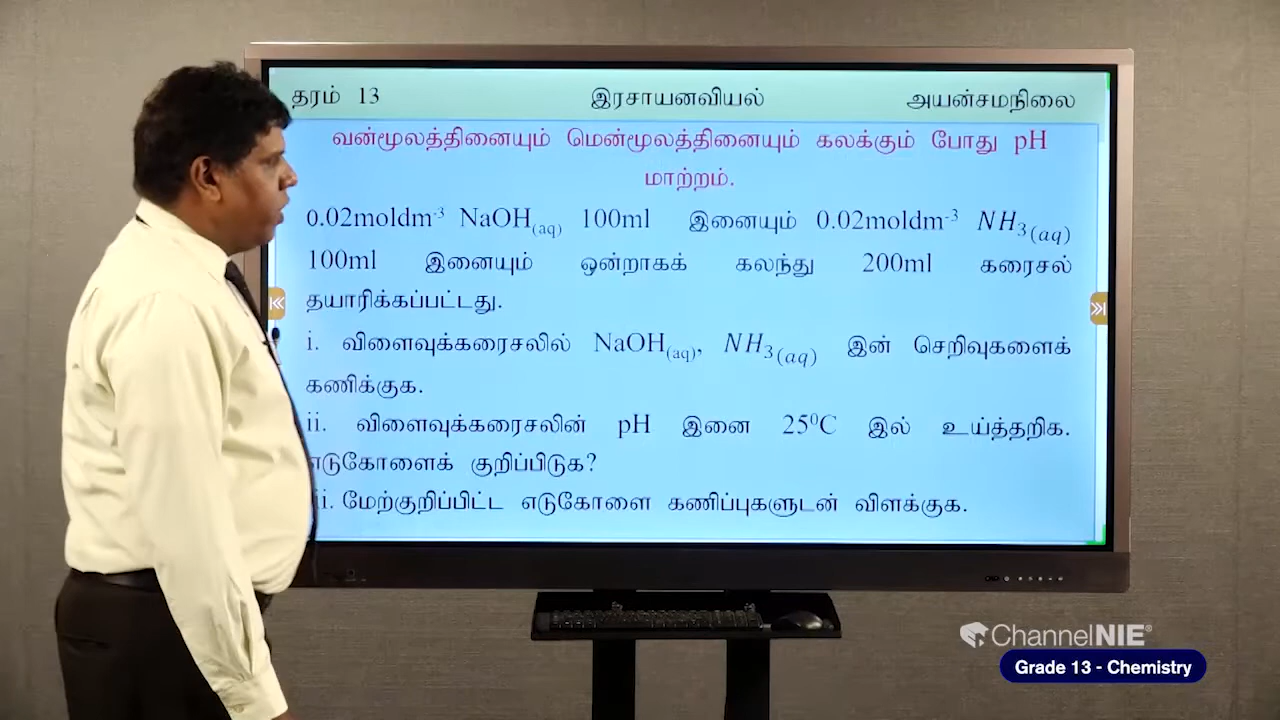 தரம் 13 இரசாயனவியல் அயன்சமநிலை
வன்மூலத்தினையும் மென்மூலத்தினையும் கலக்கும் போது pH
மாற்றம்.
0.02moldm⁻³ NaOH₍aq₎ 100ml இனையும் 0.02moldm⁻³ NH₃₍aq₎
100ml இனையும் ஒன்றாகக் கலந்து 200ml கரைசல்
தயாரிக்கப்பட்டது.
i. விளைவுக்கரைசலில் NaOH₍aq₎, NH₃₍aq₎ இன் செறிவுகளைக்
கணிக்குக.
ii. விளைவுக்கரைசலின் pH இனை 25⁰C இல் உய்த்தறிக.
எடுகோளைக் குறிப்பிடுக?
ii. மேற்குறிப்பிட்ட எடுகோளை கணிப்புகளுடன் விளக்குக.
ChannelNIE®
Grade 13 - Chemistry